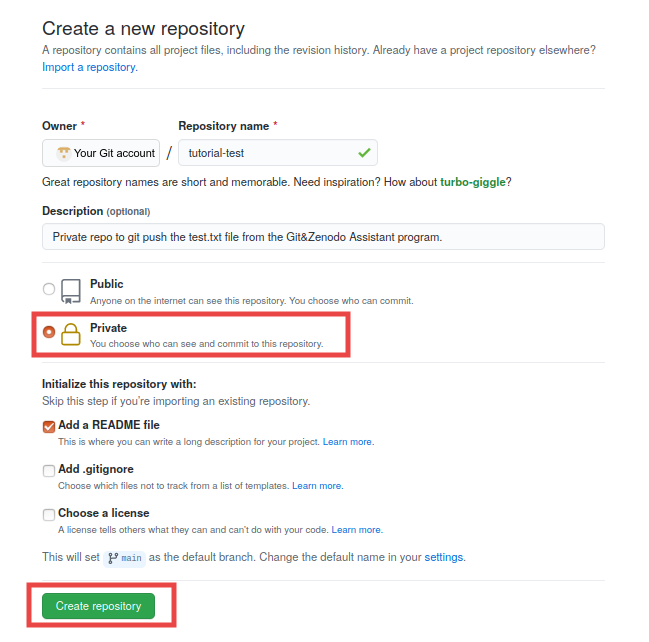 Create a new repository
A repository contains all project files, including the revision history. Already have a project repository elsewhere?
Import a repository.
Owner * Repository name *
Your Git account / tutorial-test
Great repository names are short and memorable. Need inspiration? How about turbo-giggle?
Description (optional)
Private repo to git push the test.txt file from the Git&Zenodo Assistant program.
Public
Anyone on the internet can see this repository. You choose who can commit.
Private
You choose who can see and commit to this repository.
Initialize this repository with:
Skip this step if you're importing an existing repository.
Add a README file
This is where you can write a long description for your project. Learn more.
Add .gitignore
Choose which files not to track from a list of templates. Learn more.
Choose a license
A license tells others what they can and can't do with your code. Learn more.
This will set main as the default branch. Change the default name in your settings.
Create repository